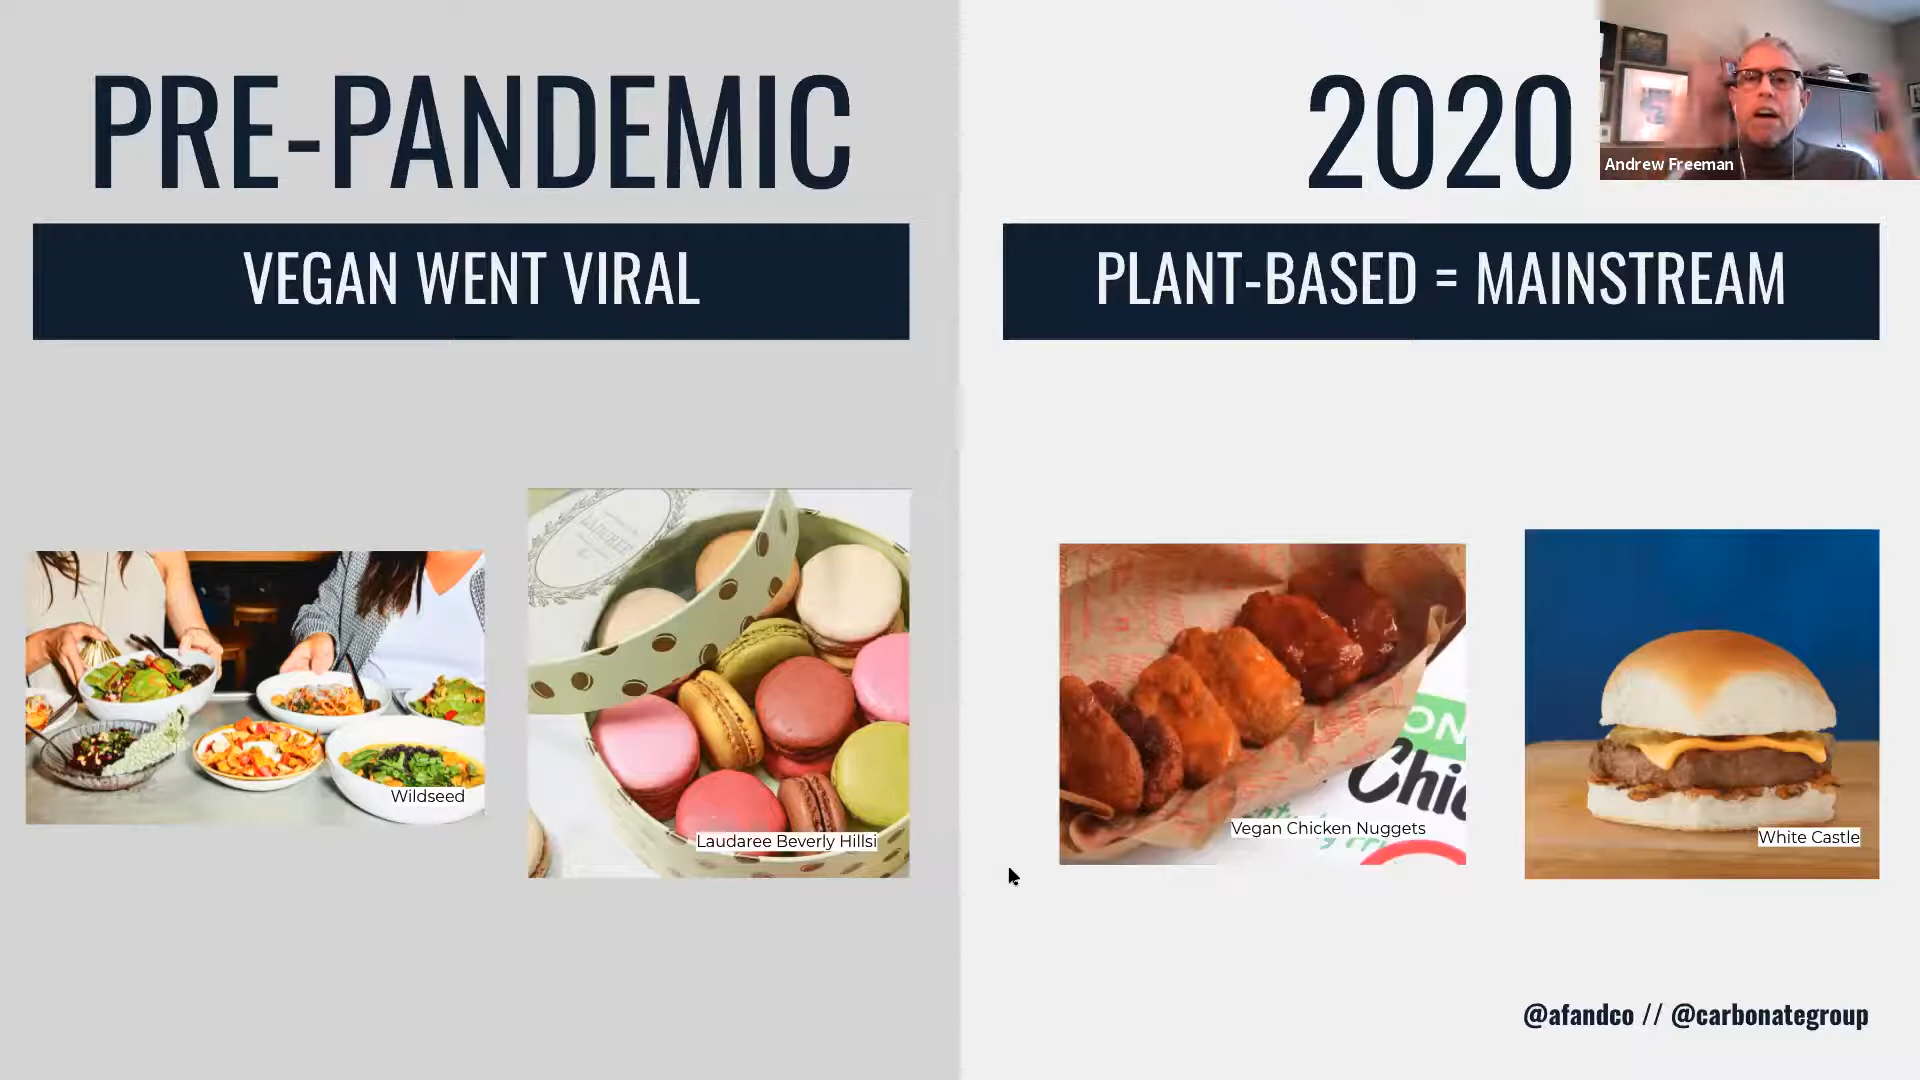 PRE-PANDEMIC
VEGAN WENT VIRAL
Wildseed
Laudaree Beverly Hillsi
2020
Andrew Freeman
PLANT-BASED = MAINSTREAM
Vegan Chicken Nuggets
White Castle
@afandco // @carbonategroup